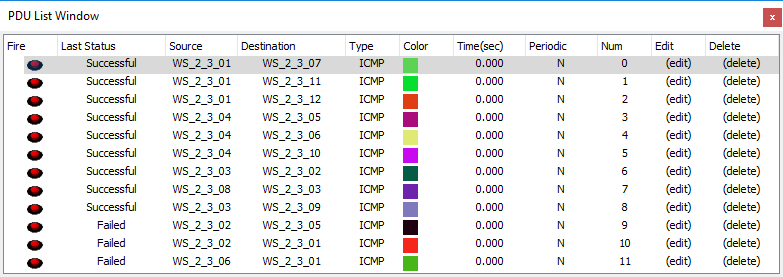 PDU List Window
x
Fire Last Status Source Destination Type Color Time(sec) Periodic Num Edit Delete
Successful WS_2_3_01 WS_2_3_07 ICMP 0.000 N 0 (edit) (delete)
Successful WS_2_3_01 WS_2_3_11 ICMP 0.000 N 1 (edit) (delete)
Successful WS_2_3_01 WS_2_3_12 ICMP 0.000 N 2 (edit) (delete)
Successful WS_2_3_04 WS_2_3_05 ICMP 0.000 N 3 (edit) (delete)
Successful WS_2_3_04 WS_2_3_06 ICMP 0.000 N 4 (edit) (delete)
Successful WS_2_3_04 WS_2_3_10 ICMP 0.000 N 5 (edit) (delete)
Successful WS_2_3_03 WS_2_3_02 ICMP 0.000 N 6 (edit) (delete)
Successful WS_2_3_08 WS_2_3_03 ICMP 0.000 N 7 (edit) (delete)
Successful WS_2_3_03 WS_2_3_09 ICMP 0.000 N 8 (edit) (delete)
Failed WS_2_3_02 WS_2_3_05 ICMP 0.000 N 9 (edit) (delete)
Failed WS_2_3_02 WS_2_3_01 ICMP 0.000 N 10 (edit) (delete)
Failed WS_2_3_06 WS_2_3_01 ICMP 0.000 N 11 (edit) (delete)